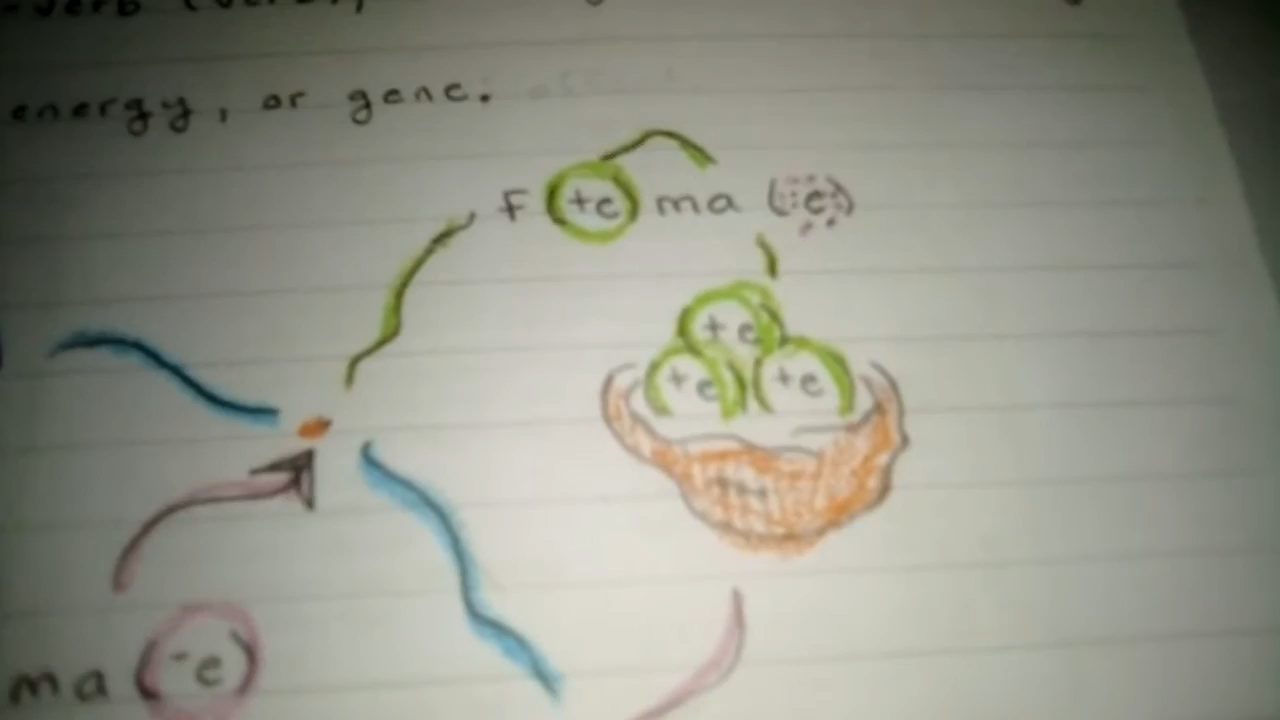 energy, or gene.
F (+e) ma (e)
+e
+e +e
ma (-e)